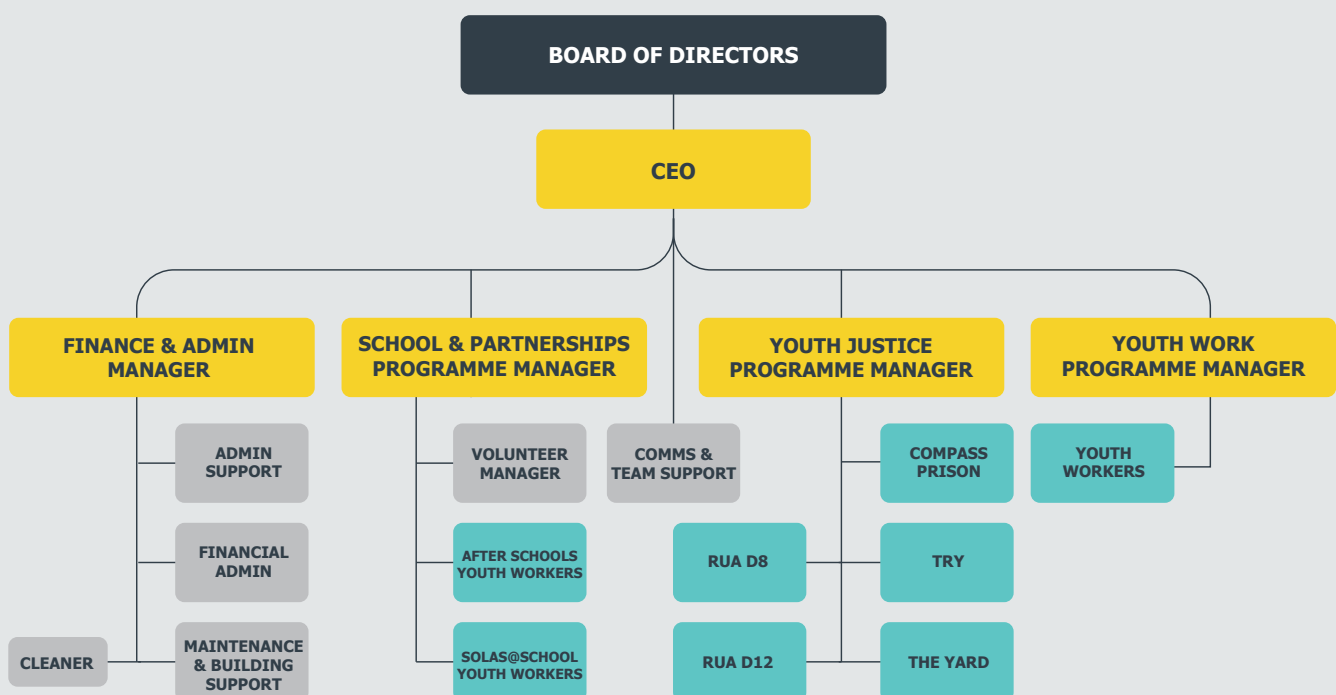 BOARD OF DIRECTORS
CEO
FINANCE & ADMIN
MANAGER
SCHOOL & PARTNERSHIPS
PROGRAMME MANAGER
YOUTH JUSTICE
PROGRAMME MANAGER
YOUTH WORK
PROGRAMME MANAGER
ADMIN
SUPPORT
VOLUNTEER
MANAGER
COMMS &
TEAM SUPPORT
COMPASS
PRISON
YOUTH
WORKERS
FINANCIAL
ADMIN
AFTER SCHOOLS
YOUTH WORKERS
RUA D8
TRY
CLEANER
MAINTENANCE
& BUILDING
SUPPORT
SOLAS@SCHOOL
YOUTH WORKERS
RUA D12
THE YARD